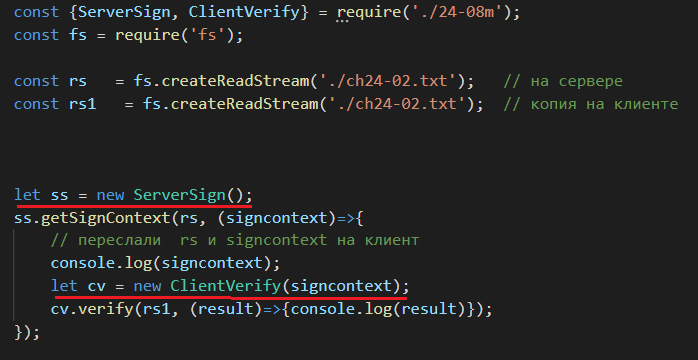 const {ServerSign, ClientVerify} = require('./24-08m');
const fs = require('fs');
const rs   = fs.createReadStream('./ch24-02.txt');   // на сервере
const rs1   = fs.createReadStream('./ch24-02.txt');  // копия на клиенте
let ss = new ServerSign();
ss.getSignContext(rs, (signcontext)=>{
    // переслали  rs и signcontext на клиент
    console.log(signcontext);
    let cv = new ClientVerify(signcontext);
    cv.verify(rs1, (result)=>{console.log(result)});
});